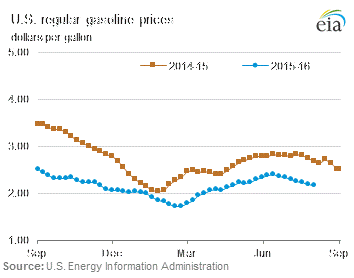 U.S. regular gasoline prices
dollars per gallon
eia
2014-15
2015-16
5.00
4.00
3.00
2.00
1.00
Sep Dec Mar Jun Sep
Source: U.S. Energy Information Administration